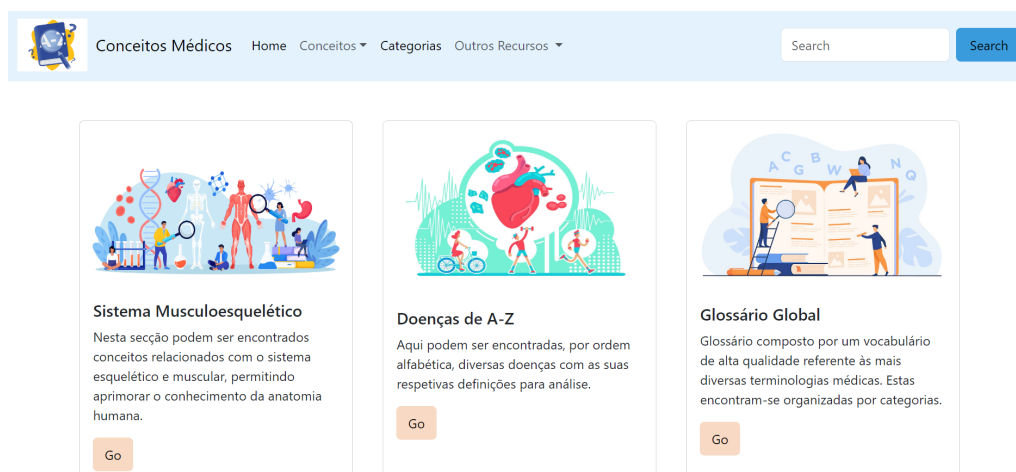 A-Z
Conceitos Médicos
Home
Conceitos
Categorias
Outros Recursos
Search
Search
Sistema Musculoesquelético
Nesta secção podem ser encontrados
conceitos relacionados com o sistema
esquelético e muscular, permitindo
aprimorar o conhecimento da anatomia
humana.
Go
Doenças de A-Z
Aqui podem ser encontradas, por ordem
alfabética, diversas doenças com as suas
respetivas definições para análise.
Go
A C G B W N Q
Glossário Global
Glossário composto por um vocabulário
de alta qualidade referente às mais
diversas terminologias médicas. Estas
encontram-se organizadas por categorias.
Go